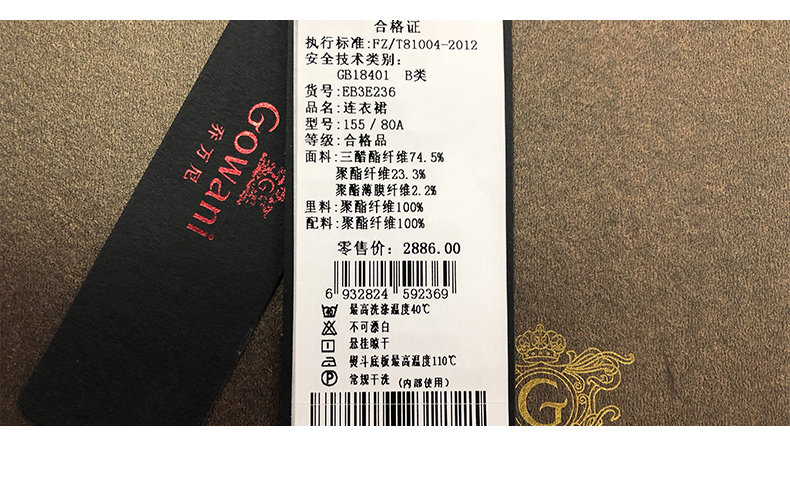 合格证
执行标准:FZ/T81004-2012
安全技术类别:
GB18401 B类
货号:EB3E236
品名:连衣裙
型号:155/80A
等级:合格品
面料:三醋酯纤维74.5%
聚酯纤维23.3%
聚酯薄膜纤维2.2%
里料:聚酯纤维100%
配料:聚酯纤维100%
零售价: 2886.00
6 932824 592369
最高洗涤温度40℃
不可漂白
悬挂晾干
熨斗底板最高温度110℃
P 常规干洗 (内部使用)
Gowani
乔万尼
G
G